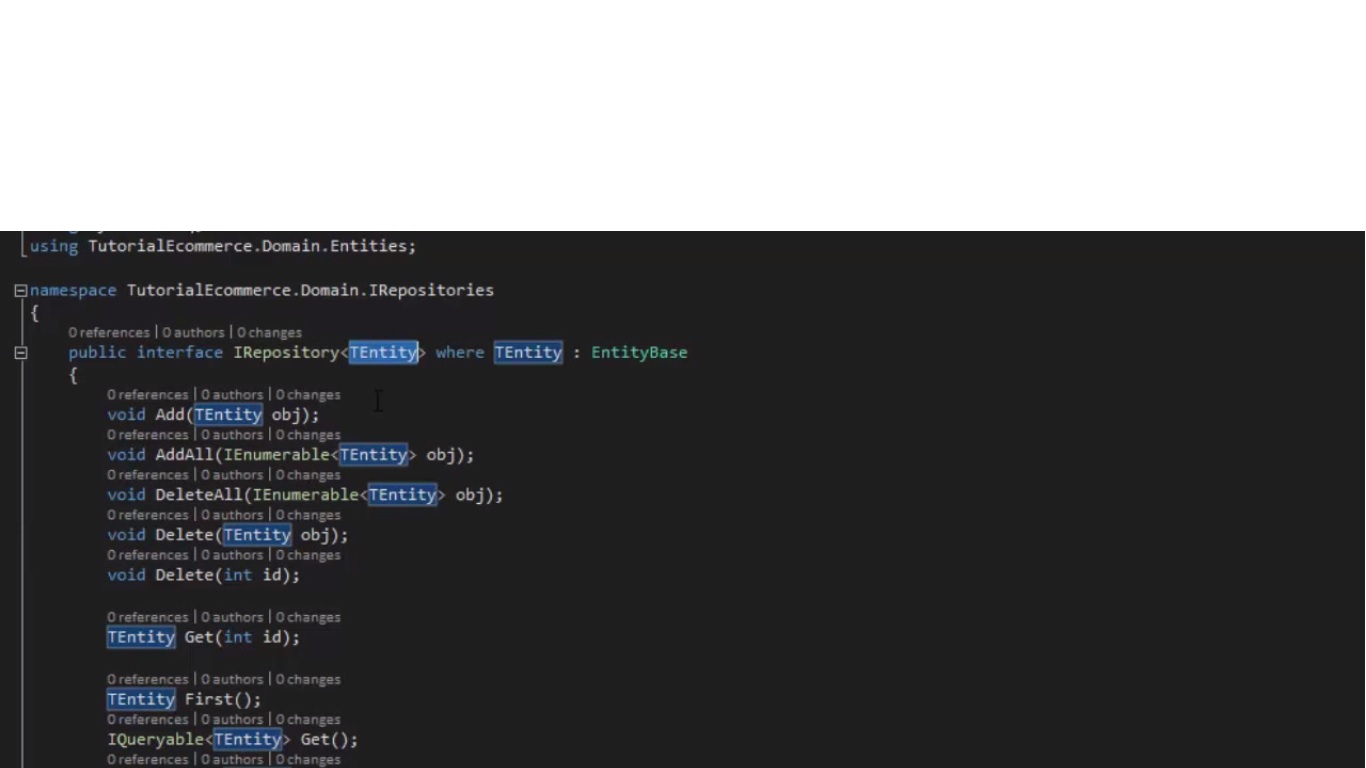 using TutorialEcommerce.Domain.Entities;
namespace TutorialEcommerce.Domain.IRepositories
{
0 references | 0 authors | 0 changes
public interface IRepository<TEntity> where TEntity : EntityBase
{
0 references | 0 authors | 0 changes
void Add(TEntity obj);
0 references | 0 authors | 0 changes
void AddAll(IEnumerable<TEntity> obj);
0 references | 0 authors | 0 changes
void DeleteAll(IEnumerable<TEntity> obj);
0 references | 0 authors | 0 changes
void Delete(TEntity obj);
0 references | 0 authors | 0 changes
void Delete(int id);
0 references | 0 authors | 0 changes
TEntity Get(int id);
0 references | 0 authors | 0 changes
TEntity First();
0 references | 0 authors | 0 changes
IQueryable<TEntity> Get();
0 references | 0 authors | 0 changes